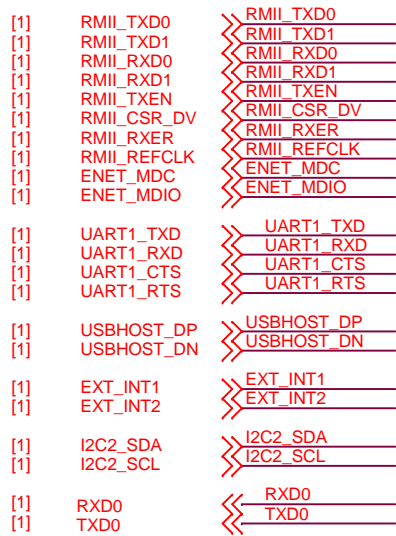 [1] RMII_TXD0 RMII_TXD0
[1] RMII_TXD1 RMII_TXD1
[1] RMII_RXD0 RMII_RXD0
[1] RMII_RXD1 RMII_RXD1
[1] RMII_TXEN RMII_TXEN
[1] RMII_CSR_DV RMII_CSR_DV
[1] RMII_RXER RMII_RXER
[1] RMII_REFCLK RMII_REFCLK
[1] ENET_MDC ENET_MDC
[1] ENET_MDIO ENET_MDIO
[1] UART1_TXD UART1_TXD
[1] UART1_RXD UART1_RXD
[1] UART1_CTS UART1_CTS
[1] UART1_RTS UART1_RTS
[1] USBHOST_DP USBHOST_DP
[1] USBHOST_DN USBHOST_DN
[1] EXT_INT1 EXT_INT1
[1] EXT_INT2 EXT_INT2
[1] I2C2_SDA I2C2_SDA
[1] I2C2_SCL I2C2_SCL
[1] RXD0 RXD0
[1] TXD0 TXD0